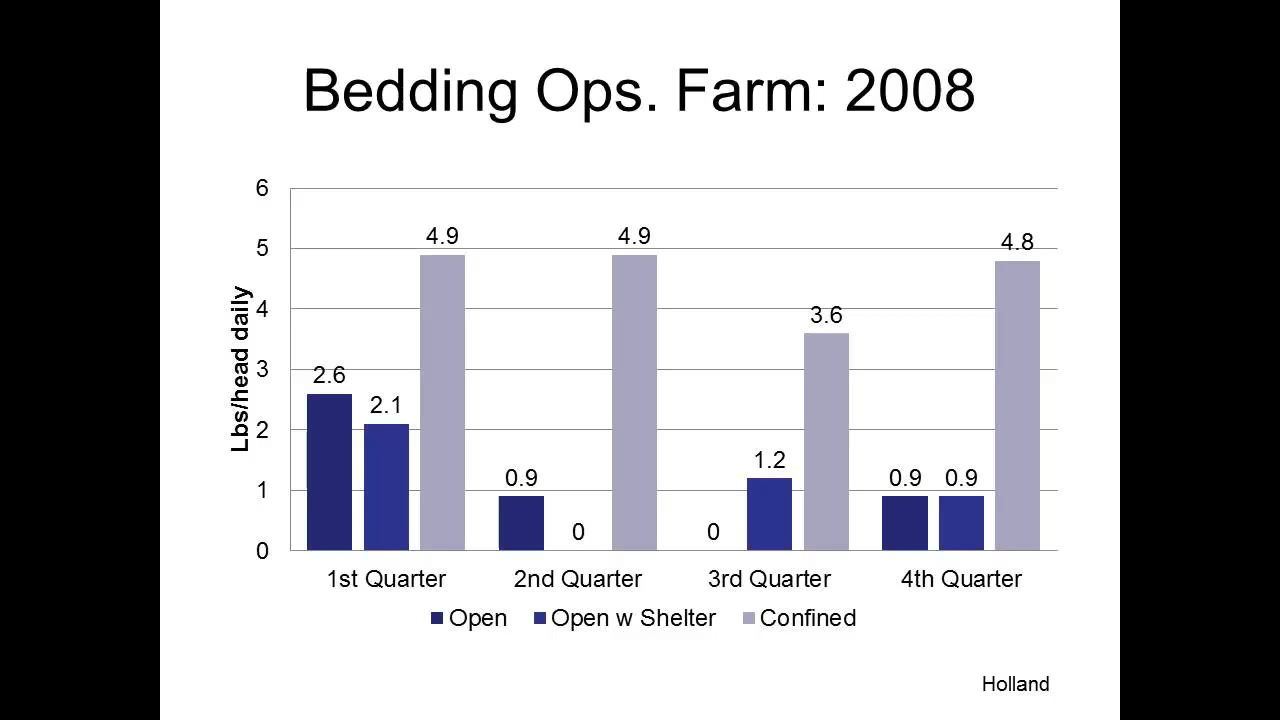 Bedding Ops. Farm: 2008
Lbs/head daily
6
5
4
3
2
1
0
2.6
2.1
4.9
0.9
0
4.9
0
1.2
3.6
0.9
0.9
4.8
1st Quarter
2nd Quarter
3rd Quarter
4th Quarter
Open
Open w Shelter
Confined
Holland